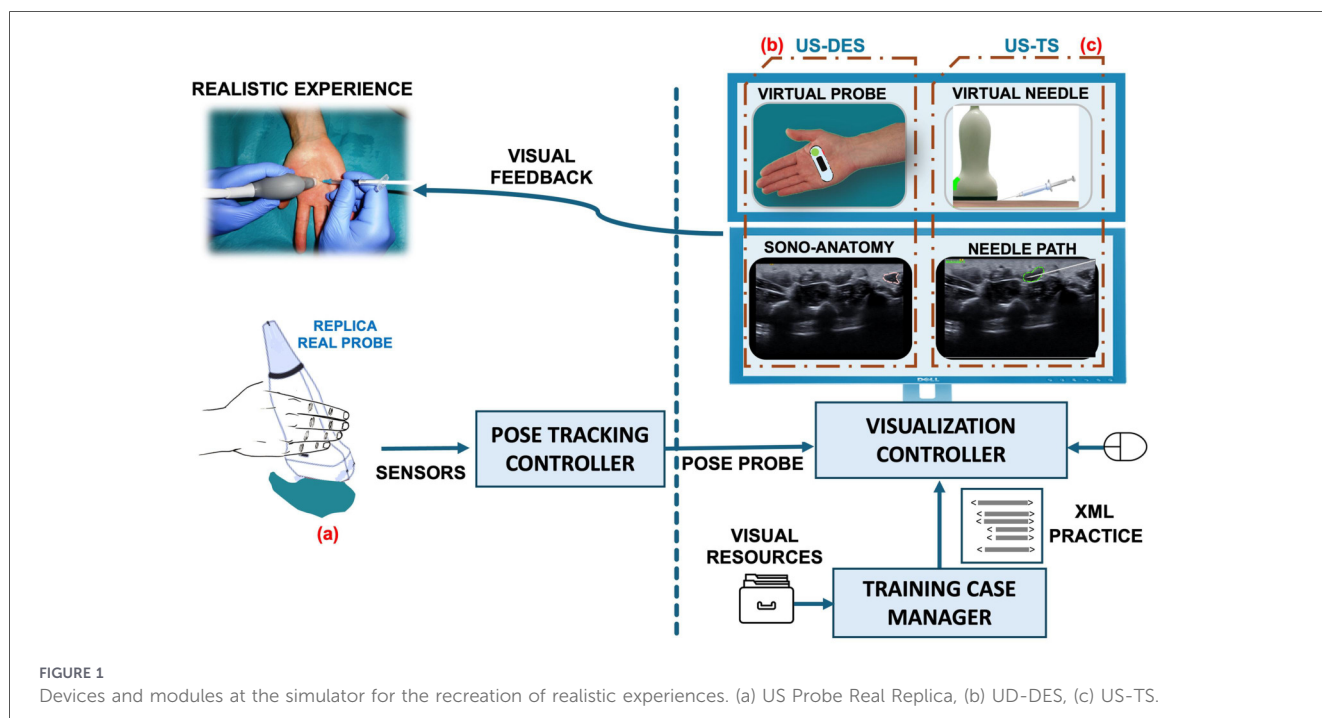 (b) US-DES
US-TS (c)
REALISTIC EXPERIENCE
VIRTUAL PROBE
VIRTUAL NEEDLE
VISUAL
FEEDBACK
SONO-ANATOMY
NEEDLE PATH
REPLICA
REAL PROBE
DELL
POSE TRACKING
CONTROLLER
VISUALIZATION
CONTROLLER
SENSORS
POSE PROBE
(a)
XML
PRACTICE
VISUAL
RESOURCES
TRAINING CASE
MANAGER
FIGURE 1
Devices and modules at the simulator for the recreation of realistic experiences. (a) US Probe Real Replica, (b) UD-DES, (c) US-TS.